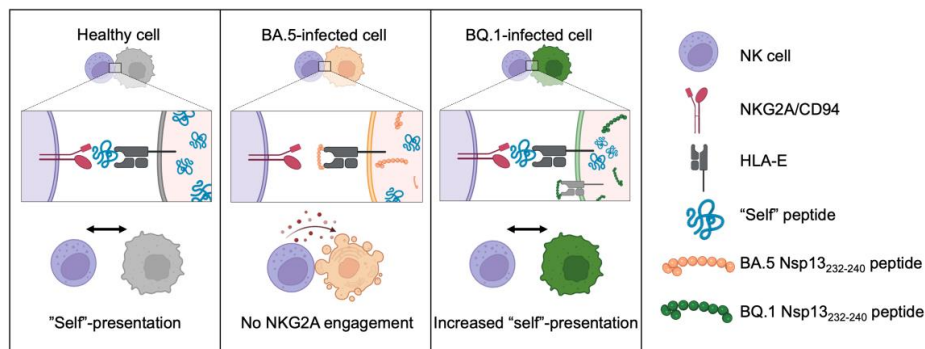 Healthy cell
BA.5-infected cell
BQ.1-infected cell
"Self"-presentation
No NKG2A engagement
Increased "self"-presentation
NK cell
NKG2A/CD94
HLA-E
"Self" peptide
BA.5 Nsp13232-240 peptide
BQ.1 Nsp13232-240 peptide